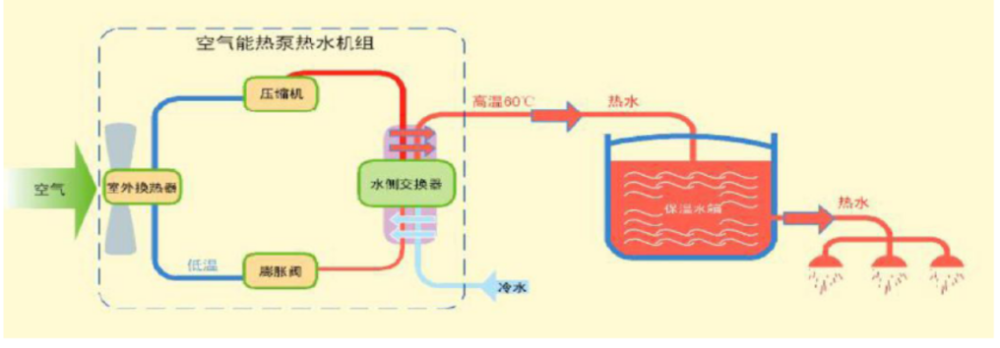 空气能热泵热水机组
压缩机
高温60℃
热水
空气
室外换热器
水侧交换器
保温水箱
热水
低温
膨胀阀
冷水